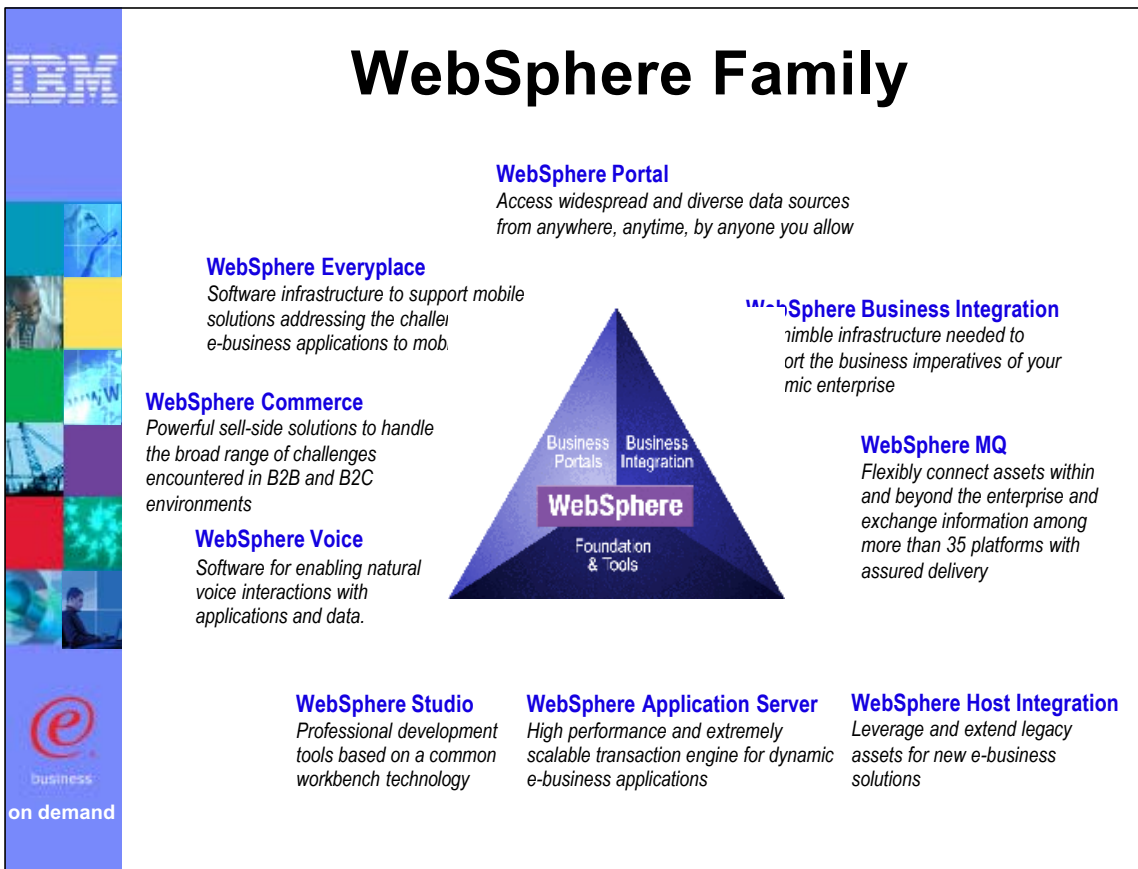 IBM
WebSphere Family
WebSphere Portal
Access widespread and diverse data sources
from anywhere, anytime, by anyone you allow
WebSphere Everyplace
Software infrastructure to support mobile
solutions addressing the
e-business applications to
WebSphere Business Integration
nimble infrastructure needed to
the business imperatives of your
enterprise
WebSphere Commerce
Powerful sell-side solutions to handle
the broad range of challenges
encountered in B2B and B2C
environments
WebSphere MQ
Flexibly connect assets within
and beyond the enterprise and
exchange information among
more than 35 platforms with
assured delivery
WebSphere Voice
Software for enabling natural
voice interactions with
applications and data.
Business Portals
Business Integration
WebSphere
Foundation
& Tools
WebSphere Studio
Professional development
tools based on a common
workbench technology
WebSphere Application Server
High performance and extremely
scalable transaction engine for dynamic
e-business applications
WebSphere Host Integration
Leverage and extend legacy
assets for new e-business
solutions
www
e
business
on demand